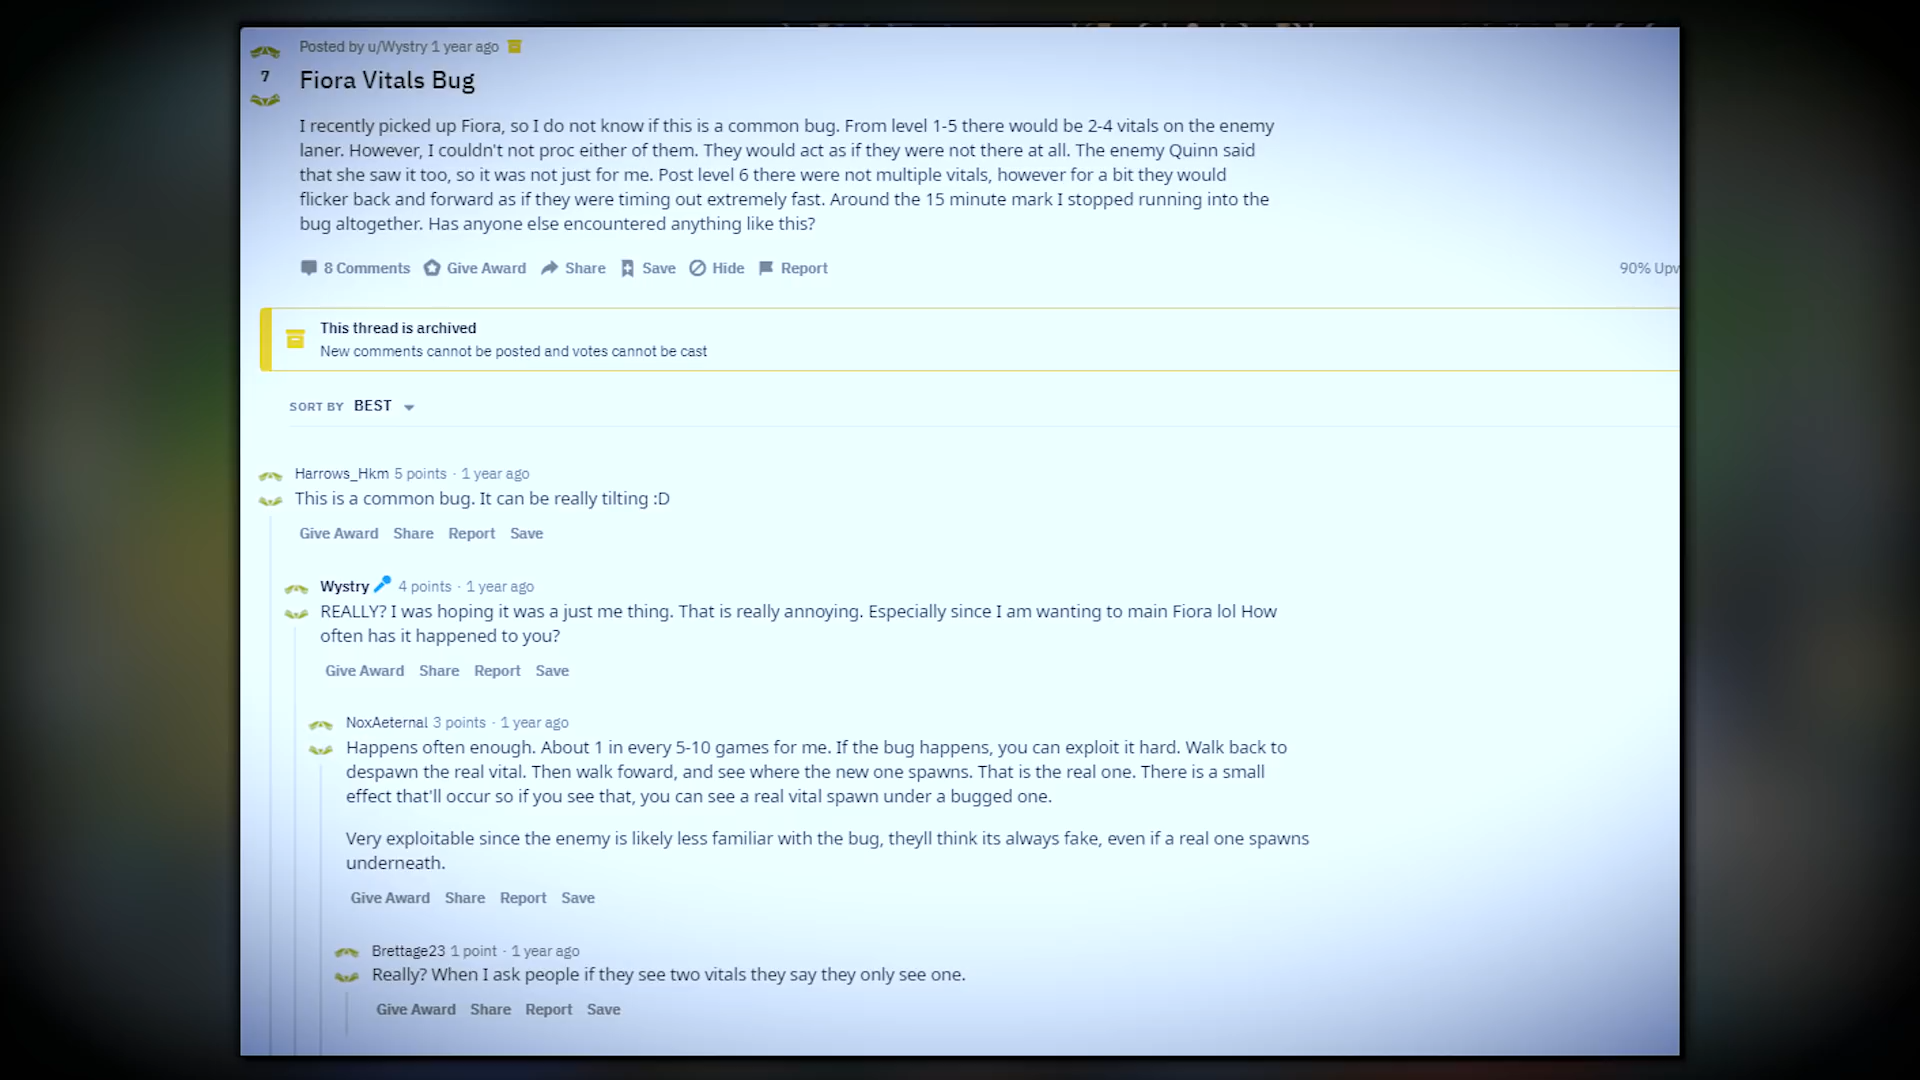 Posted by u/Wystry 1 year ago
7
Fiora Vitals Bug
I recently picked up Fiora, so I do not know if this is a common bug. From level 1-5 there would be 2-4 vitals on the enemy
laner. However, I couldn't not proc either of them. They would act as if they were not there at all. The enemy Quinn said
that she saw it too, so it was not just for me. Post level 6 there were not multiple vitals, however for a bit they would
flicker back and forward as if they were timing out extremely fast. Around the 15 minute mark I stopped running into the
bug altogether. Has anyone else encountered anything like this?
8 Comments Give Award Share Save Hide Report
90% Upv
This thread is archived
New comments cannot be posted and votes cannot be cast
SORT BY BEST
Harrows_Hkm 5 points · 1 year ago
This is a common bug. It can be really tilting :D
Give Award Share Report Save
Wystry 4 points · 1 year ago
REALLY? I was hoping it was a just me thing. That is really annoying. Especially since I am wanting to main Fiora lol How
often has it happened to you?
Give Award Share Report Save
NoxAeternal 3 points · 1 year ago
Happens often enough. About 1 in every 5-10 games for me. If the bug happens, you can exploit it hard. Walk back to
despawn the real vital. Then walk foward, and see where the new one spawns. That is the real one. There is a small
effect that'll occur so if you see that, you can see a real vital spawn under a bugged one.
Very exploitable since the enemy is likely less familiar with the bug, theyll think its always fake, even if a real one spawns
underneath.
Give Award Share Report Save
Brettage23 1 point · 1 year ago
Really? When I ask people if they see two vitals they say they only see one.
Give Award Share Report Save